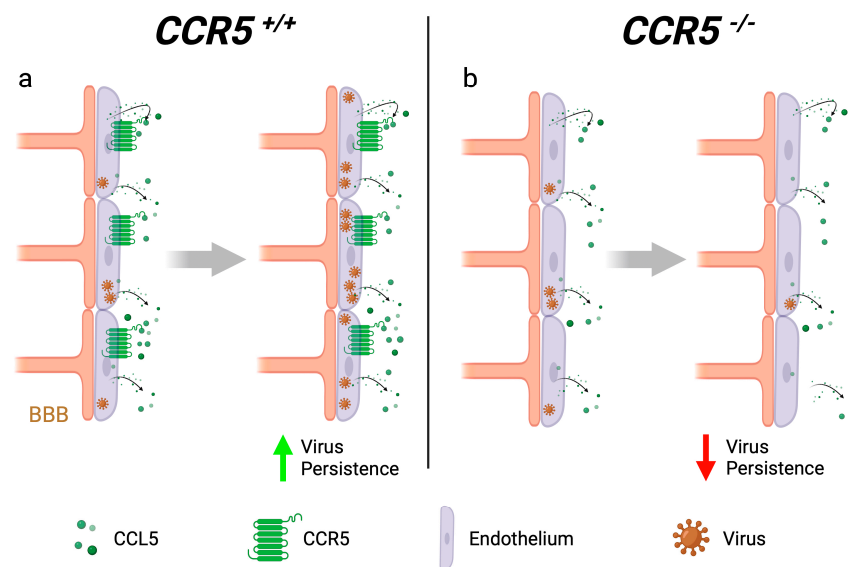 CCR5 +/+
CCR5 -/-
a
b
BBB
Virus
Persistence
Virus
Persistence
CCL5
CCR5
Endothelium
Virus